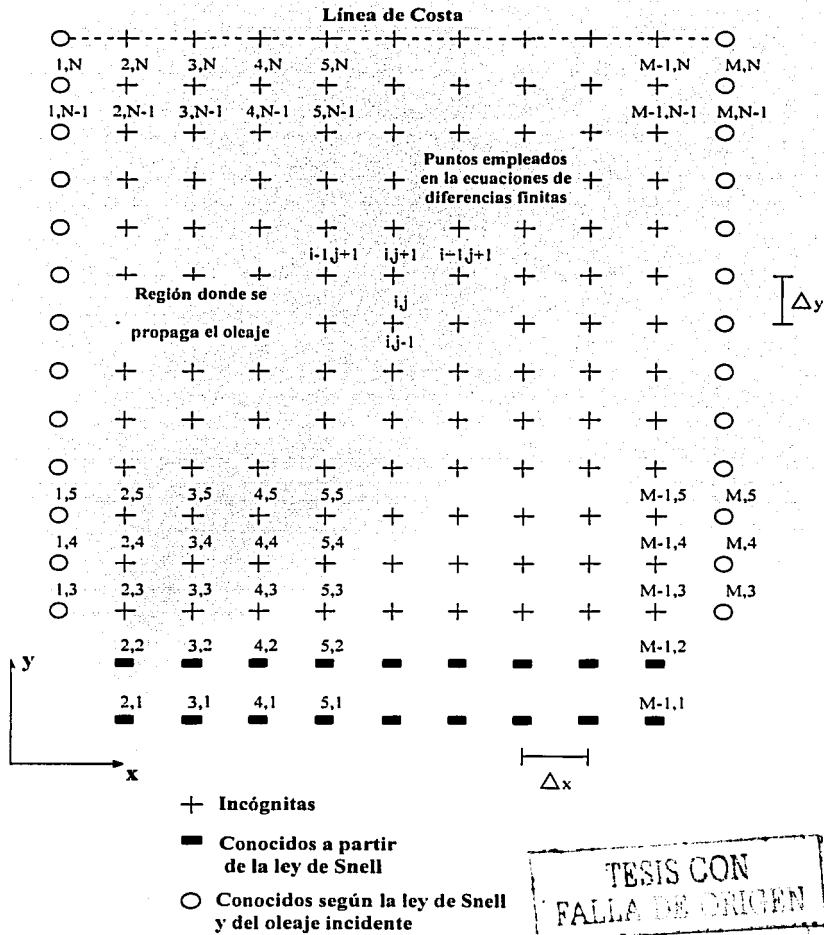 Línea de Costa
1,N 2,N 3,N 4,N 5,N M-1,N M,N
1,N-1 2,N-1 3,N-1 4,N-1 5,N-1 M-1,N-1 M,N-1
Puntos empleados
en la ecuaciones de
diferencias finitas
i-1,j+1 i,j+1 i+1,j+1
Región donde se
propaga el oleaje
i,j
i,j-1
△y
1,5 2,5 3,5 4,5 5,5 M-1,5 M,5
1,4 2,4 3,4 4,4 5,4 M-1,4 M,4
1,3 2,3 3,3 4,3 5,3 M-1,3 M,3
2,2 3,2 4,2 5,2 M-1,2
y
2,1 3,1 4,1 5,1 M-1,1
x
△x
Incógnitas
Conocidos a partir
de la ley de Snell
Conocidos según la ley de Snell
y del oleaje incidente
TESIS CON
FALLA DE ORIGEN